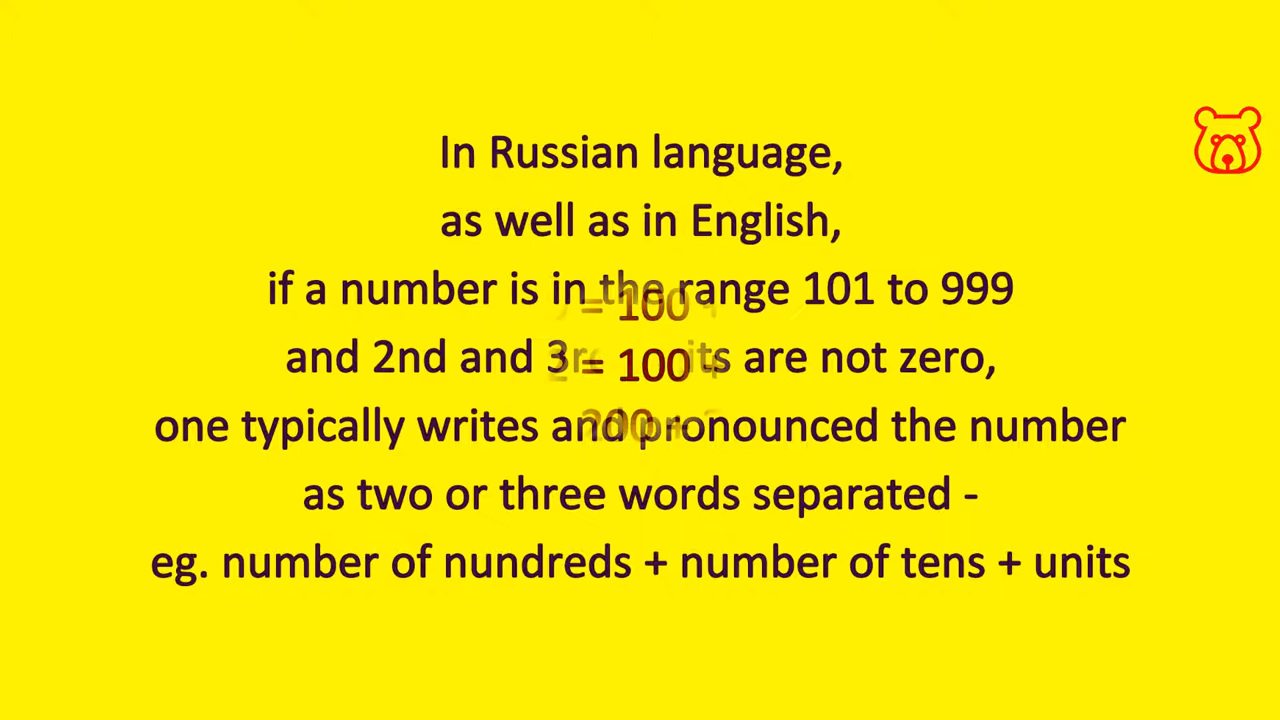 In Russian language,
as well as in English,
if a number is in the range 101 to 999
= 100
and 2nd and are not zero,
= 100
one typically writes and pronounced the number
as two or three words separated -
eg. number of nundreds + number of tens + units